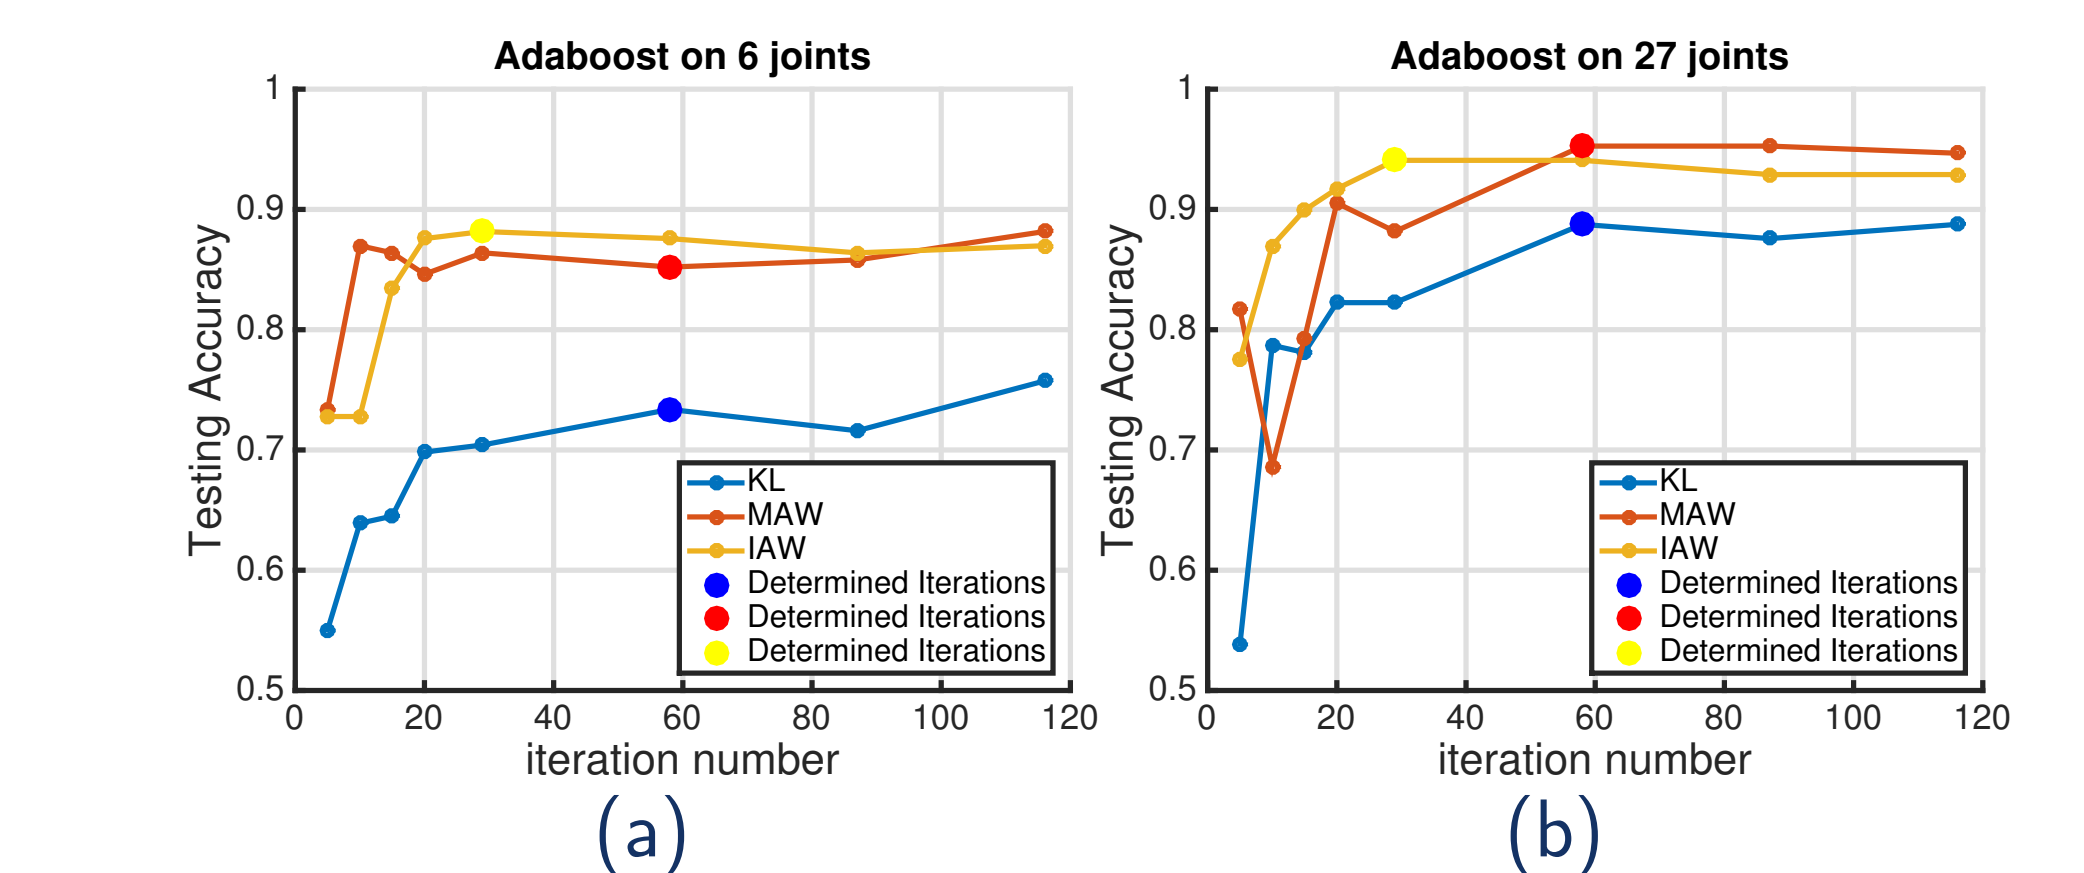 Adaboost on 6 joints
1
0.9
0.8
0.7
0.6
0.5
Testing Accuracy
0 20 40 60 80 100 120
iteration number
KL
MAW
IAW
Determined Iterations
Determined Iterations
Determined Iterations
(a)
Adaboost on 27 joints
1
0.9
0.8
0.7
0.6
0.5
Testing Accuracy
0 20 40 60 80 100 120
iteration number
KL
MAW
IAW
Determined Iterations
Determined Iterations
Determined Iterations
(b)